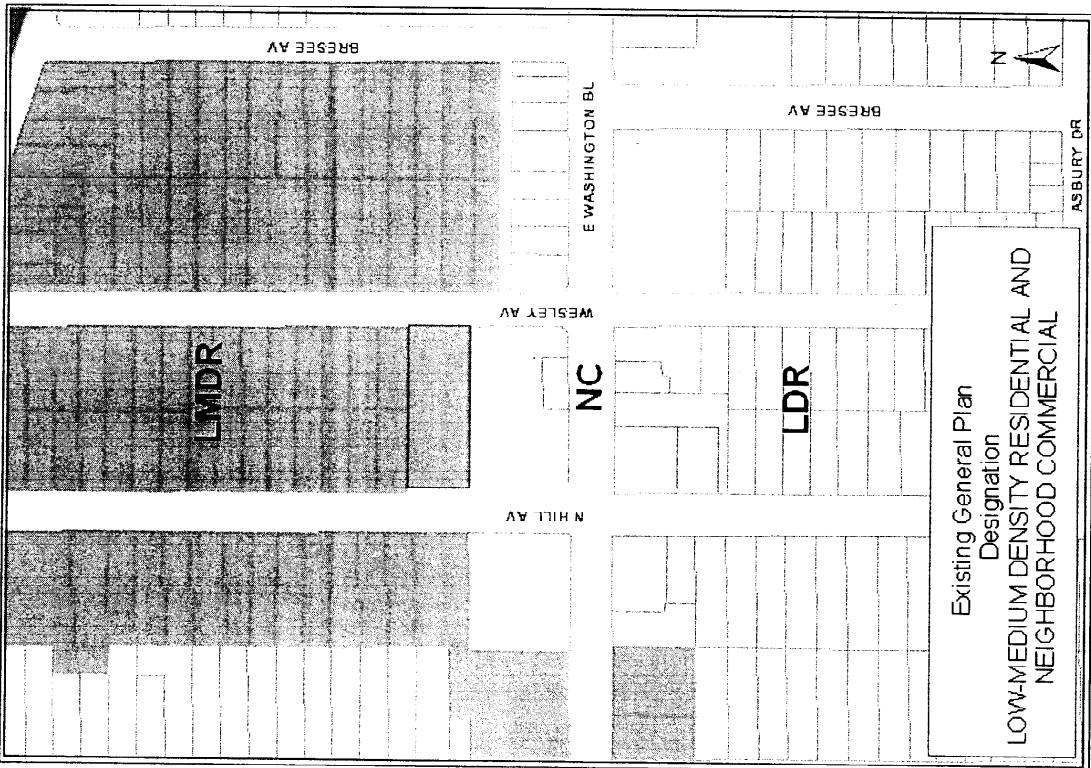 BRESEE AV
E WASHINGTON BL
BRESEE AV
N
ASBURY DR
WESLEY AV
LMDR
NC
LDR
N HILL AV
Existing General Plan
Designation
LOW-MEDIUM DENSITY RESIDENTIAL AND
NEIGHBORHOOD COMMERCIAL